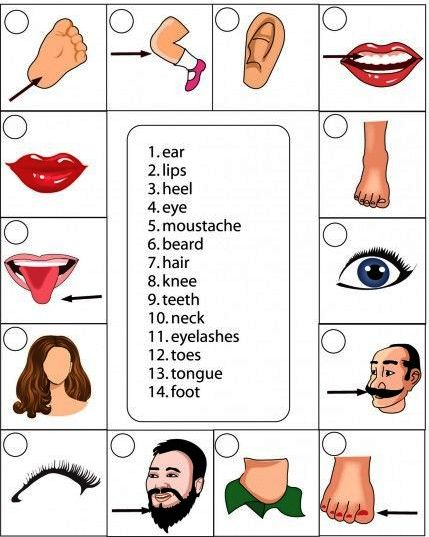 1. ear
2. lips
3. heel
4. eye
5. moustache
6. beard
7. hair
8. knee
9. teeth
10. neck
11. eyelashes
12. toes
13. tongue
14. foot